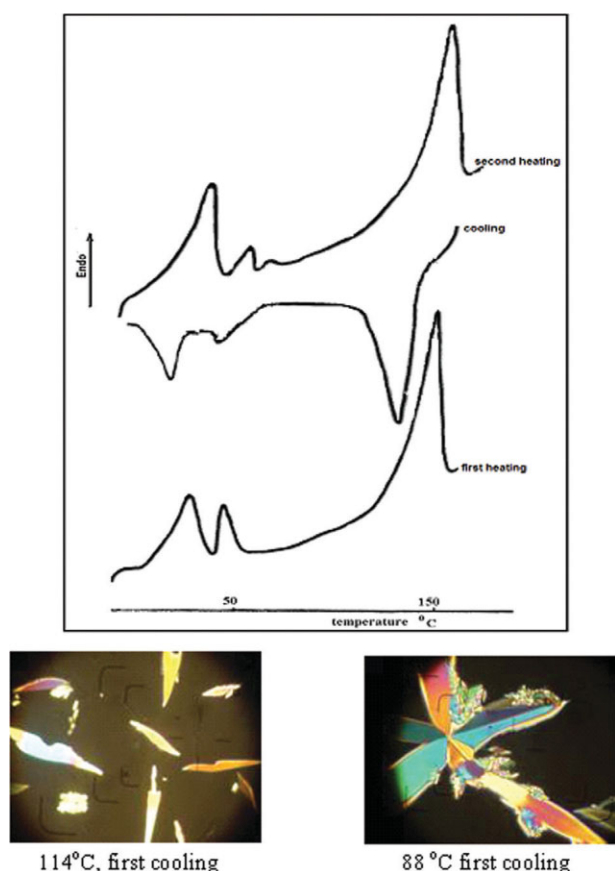 second heating
cooling
Endo
first heating
50 150
temperature °C
114°C, first cooling
88 °C first cooling